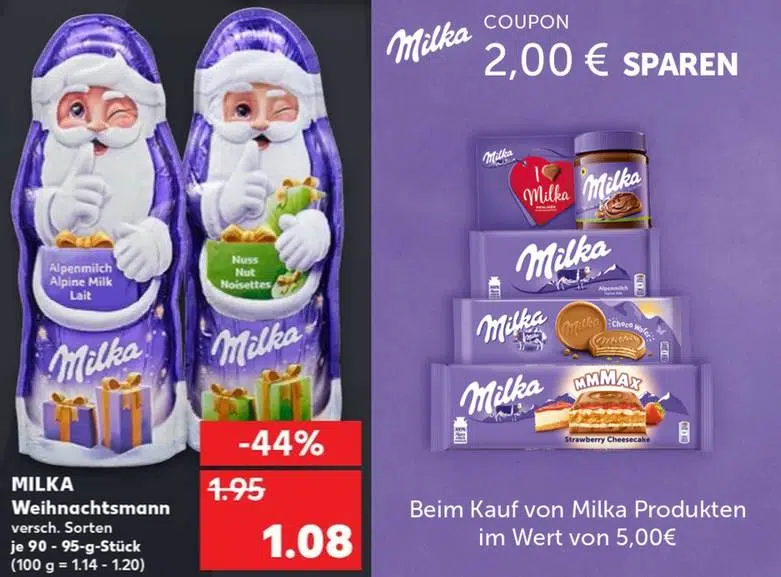 Alpenmilch
Alpine Milk
Lait
Milka
Nuss
Nut
Noisettes
Milka
-44%
1.95
1.08
MILKA
Weihnachtsmann
versch. Sorten
je 90 - 95-g-Stück
(100 g = 1.14 - 1.20)
Milka
COUPON
2,00 € SPAREN
Milka
I
Milka
Milka
Milka
Alpenmilch
Milka
Milka
Choco Wafer
Milka
MMMAX
Strawberry Cheesecake
Beim Kauf von Milka Produkten
im Wert von 5,00€